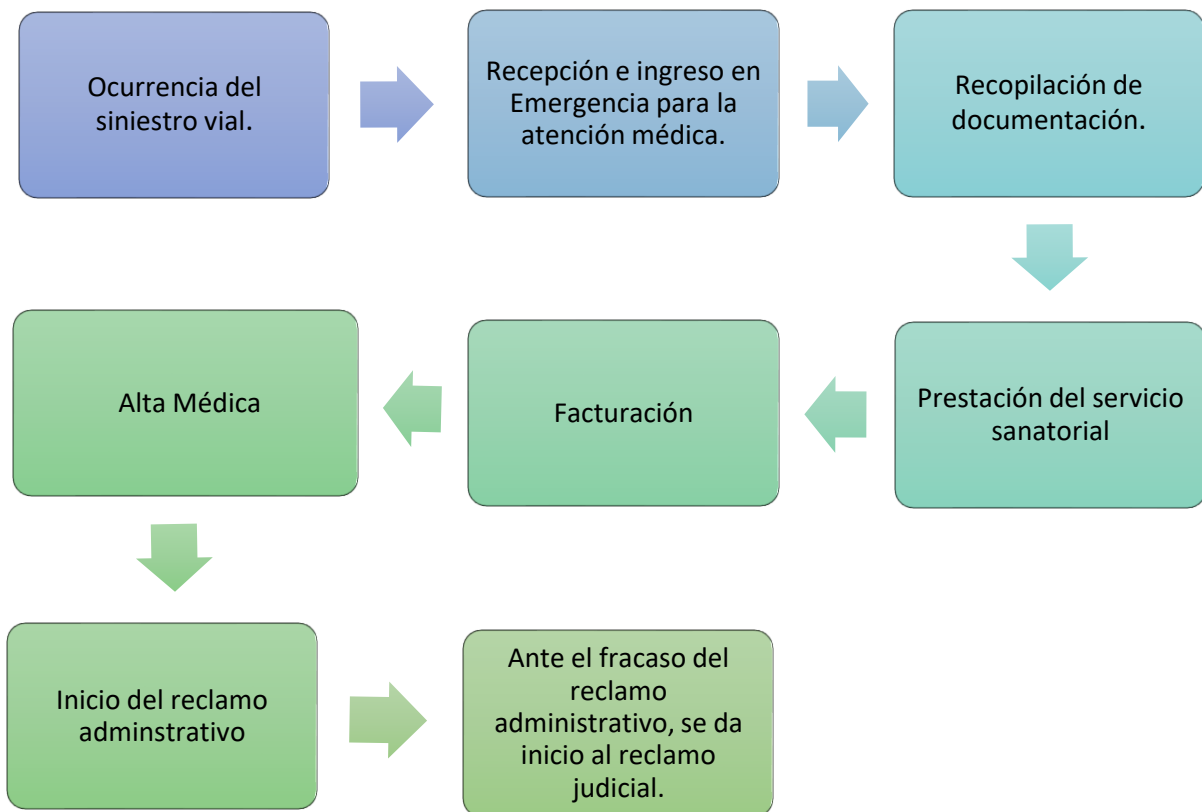 Ocurrencia del
siniestro vial.
Recepción e ingreso en
Emergencia para la
atención médica.
Recopilación de
documentación.
Prestación del servicio
sanatorial
Facturación
Alta Médica
Inicio del reclamo
adminstrativo
Ante el fracaso del
reclamo
administrativo, se da
inicio al reclamo
judicial.